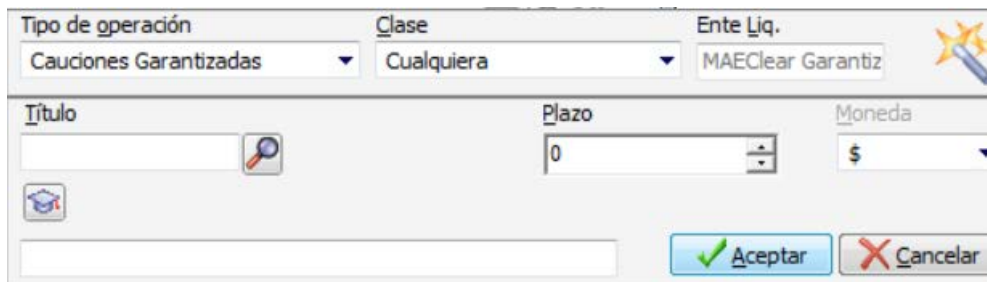 Tipo de operación Clase Ente Liq.
Cauciones Garantizadas Cualquiera MAEClear Garantiz
Título Plazo Moneda
0 $
Aceptar Cancelar